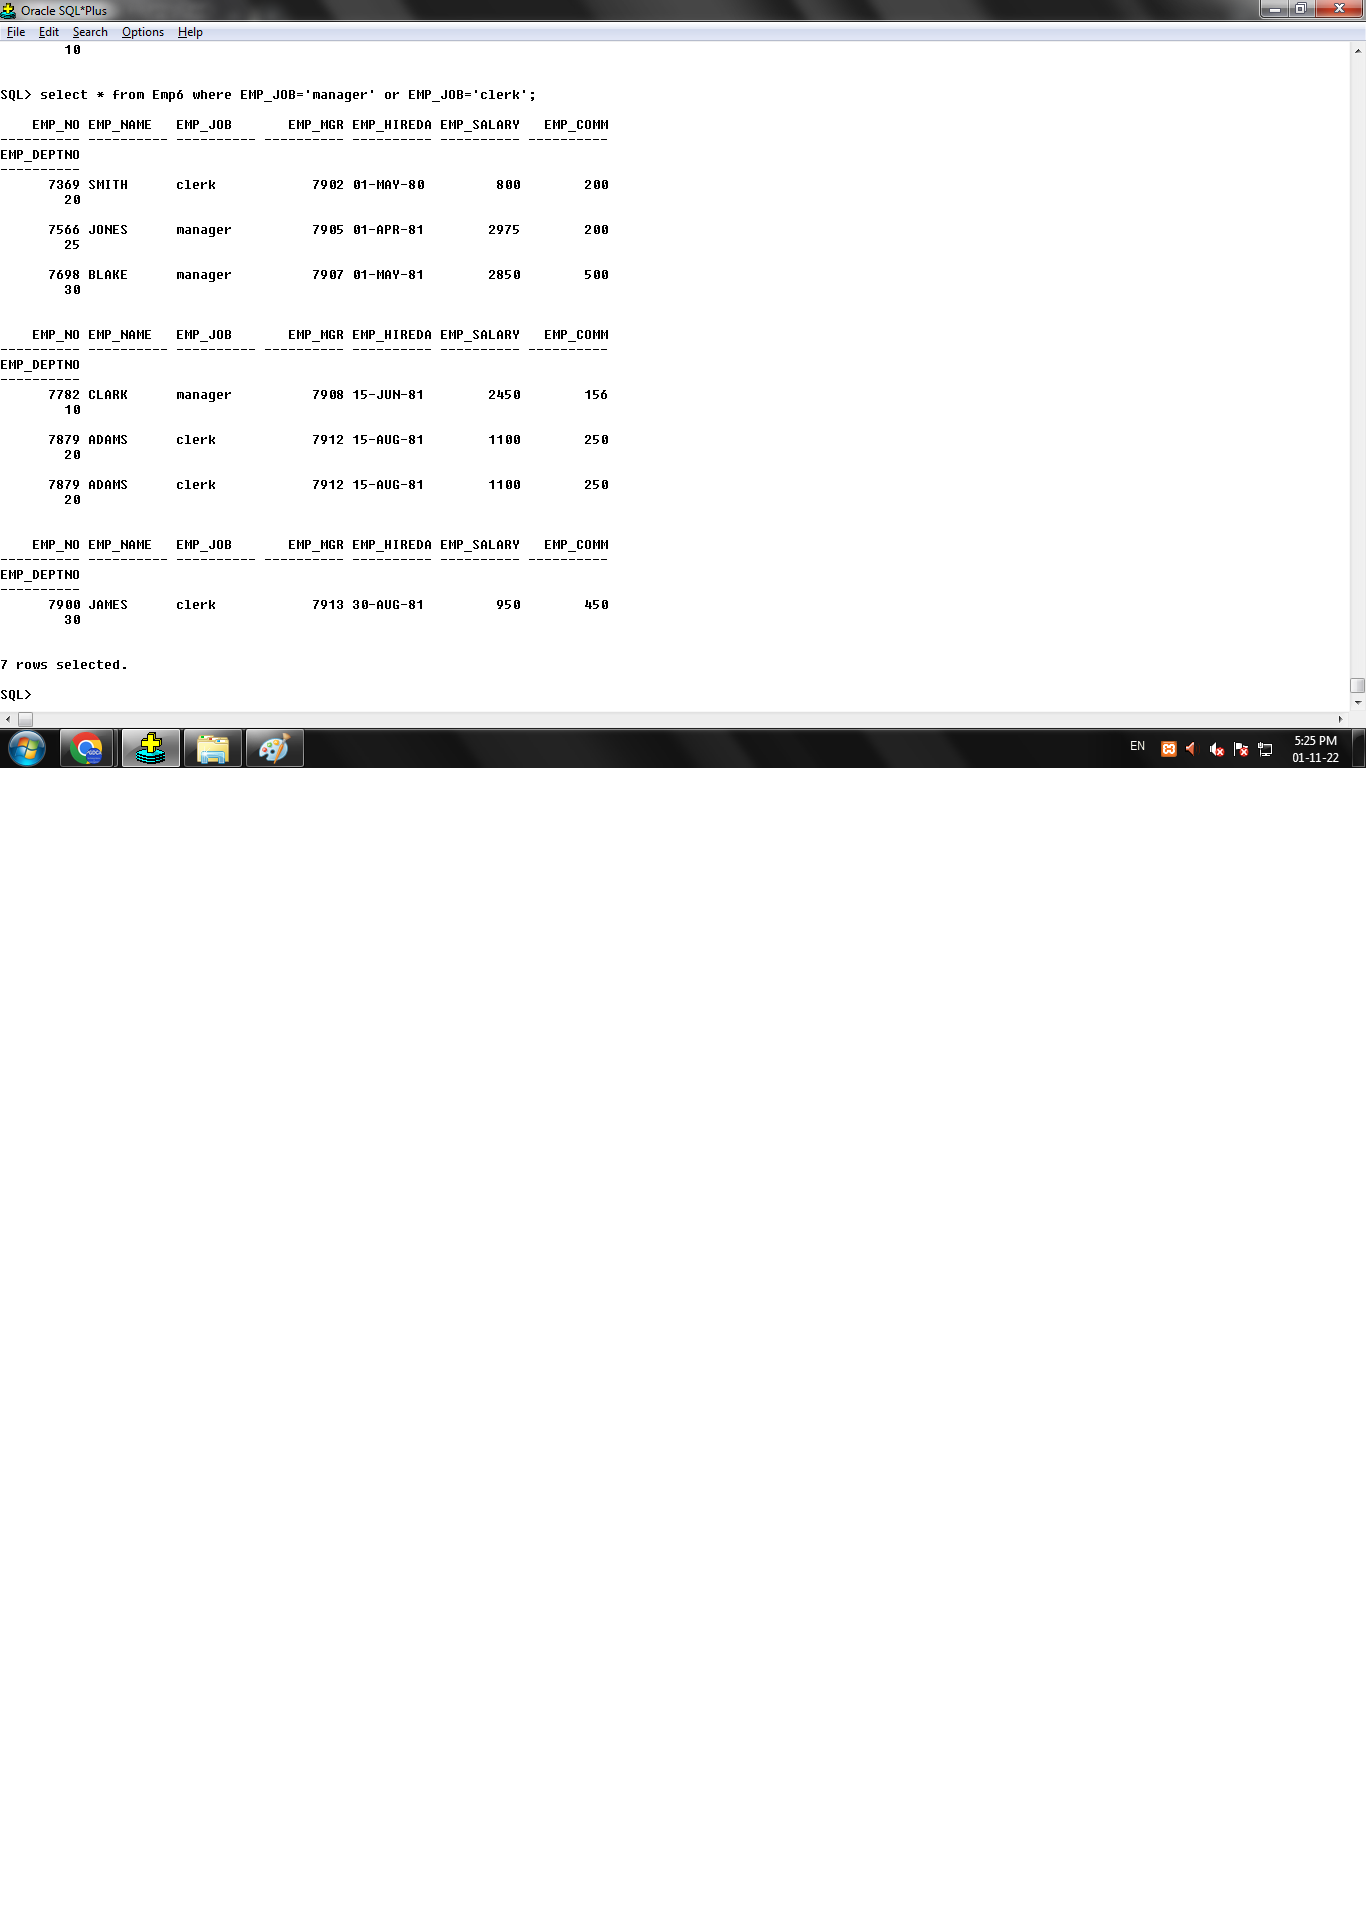 Oracle SQL*Plus
File Edit Search Options Help
        10
SQL> select * from Emp6 where EMP_JOB='manager' or EMP_JOB='clerk';
    EMP_NO EMP_NAME   EMP_JOB       EMP_MGR EMP_HIREDA EMP_SALARY   EMP_COMM
---------- ---------- ---------- ---------- ---------- ---------- ----------
EMP_DEPTNO
----------
      7369 SMITH      clerk            7902 01-MAY-80         800        200
        20
      7566 JONES      manager          7905 01-APR-81        2975        200
        25
      7698 BLAKE      manager          7907 01-MAY-81        2850        500
        30
    EMP_NO EMP_NAME   EMP_JOB       EMP_MGR EMP_HIREDA EMP_SALARY   EMP_COMM
---------- ---------- ---------- ---------- ---------- ---------- ----------
EMP_DEPTNO
----------
      7782 CLARK      manager          7908 15-JUN-81        2450        156
        10
      7879 ADAMS      clerk            7912 15-AUG-81        1100        250
        20
      7879 ADAMS      clerk            7912 15-AUG-81        1100        250
        20
    EMP_NO EMP_NAME   EMP_JOB       EMP_MGR EMP_HIREDA EMP_SALARY   EMP_COMM
---------- ---------- ---------- ---------- ---------- ---------- ----------
EMP_DEPTNO
----------
      7900 JAMES      clerk            7913 30-AUG-81         950        450
        30
7 rows selected.
SQL>
EN
5:25 PM
01-11-22